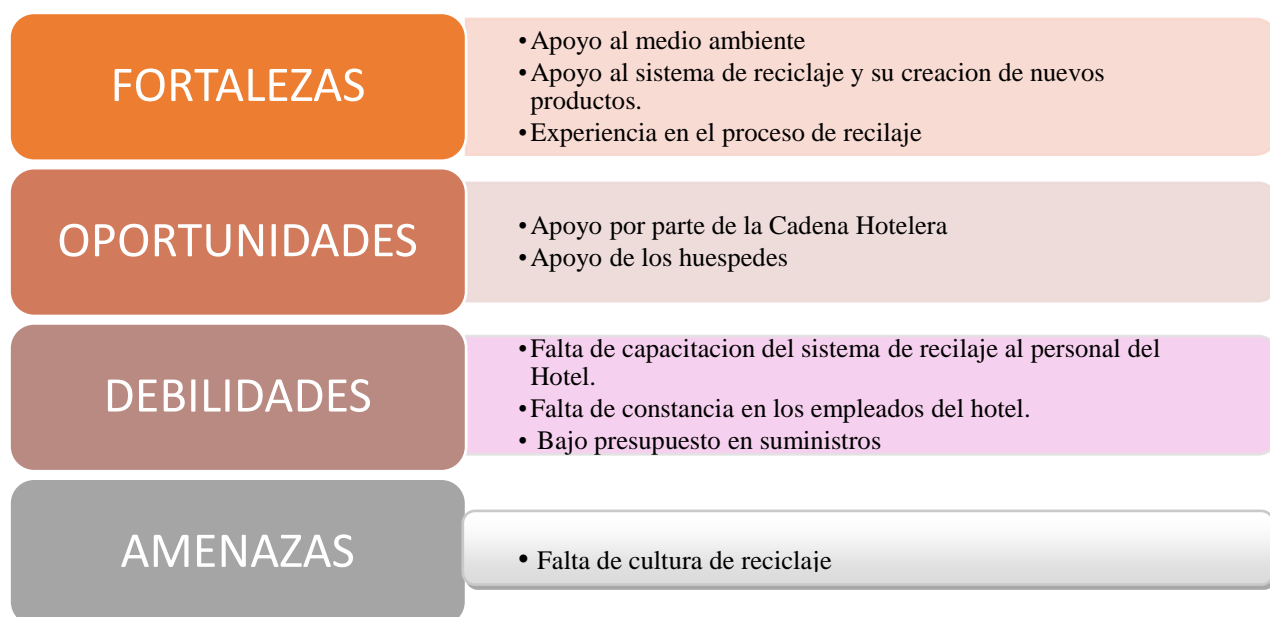 FORTALEZAS
•Apoyo al medio ambiente
•Apoyo al sistema de reciclaje y su creacion de nuevos
productos.
•Experiencia en el proceso de recilaje
OPORTUNIDADES
•Apoyo por parte de la Cadena Hotelera
•Apoyo de los huespedes
DEBILIDADES
•Falta de capacitacion del sistema de recilaje al personal del
Hotel.
•Falta de constancia en los empleados del hotel.
• Bajo presupuesto en suministros
AMENAZAS
• Falta de cultura de reciclaje